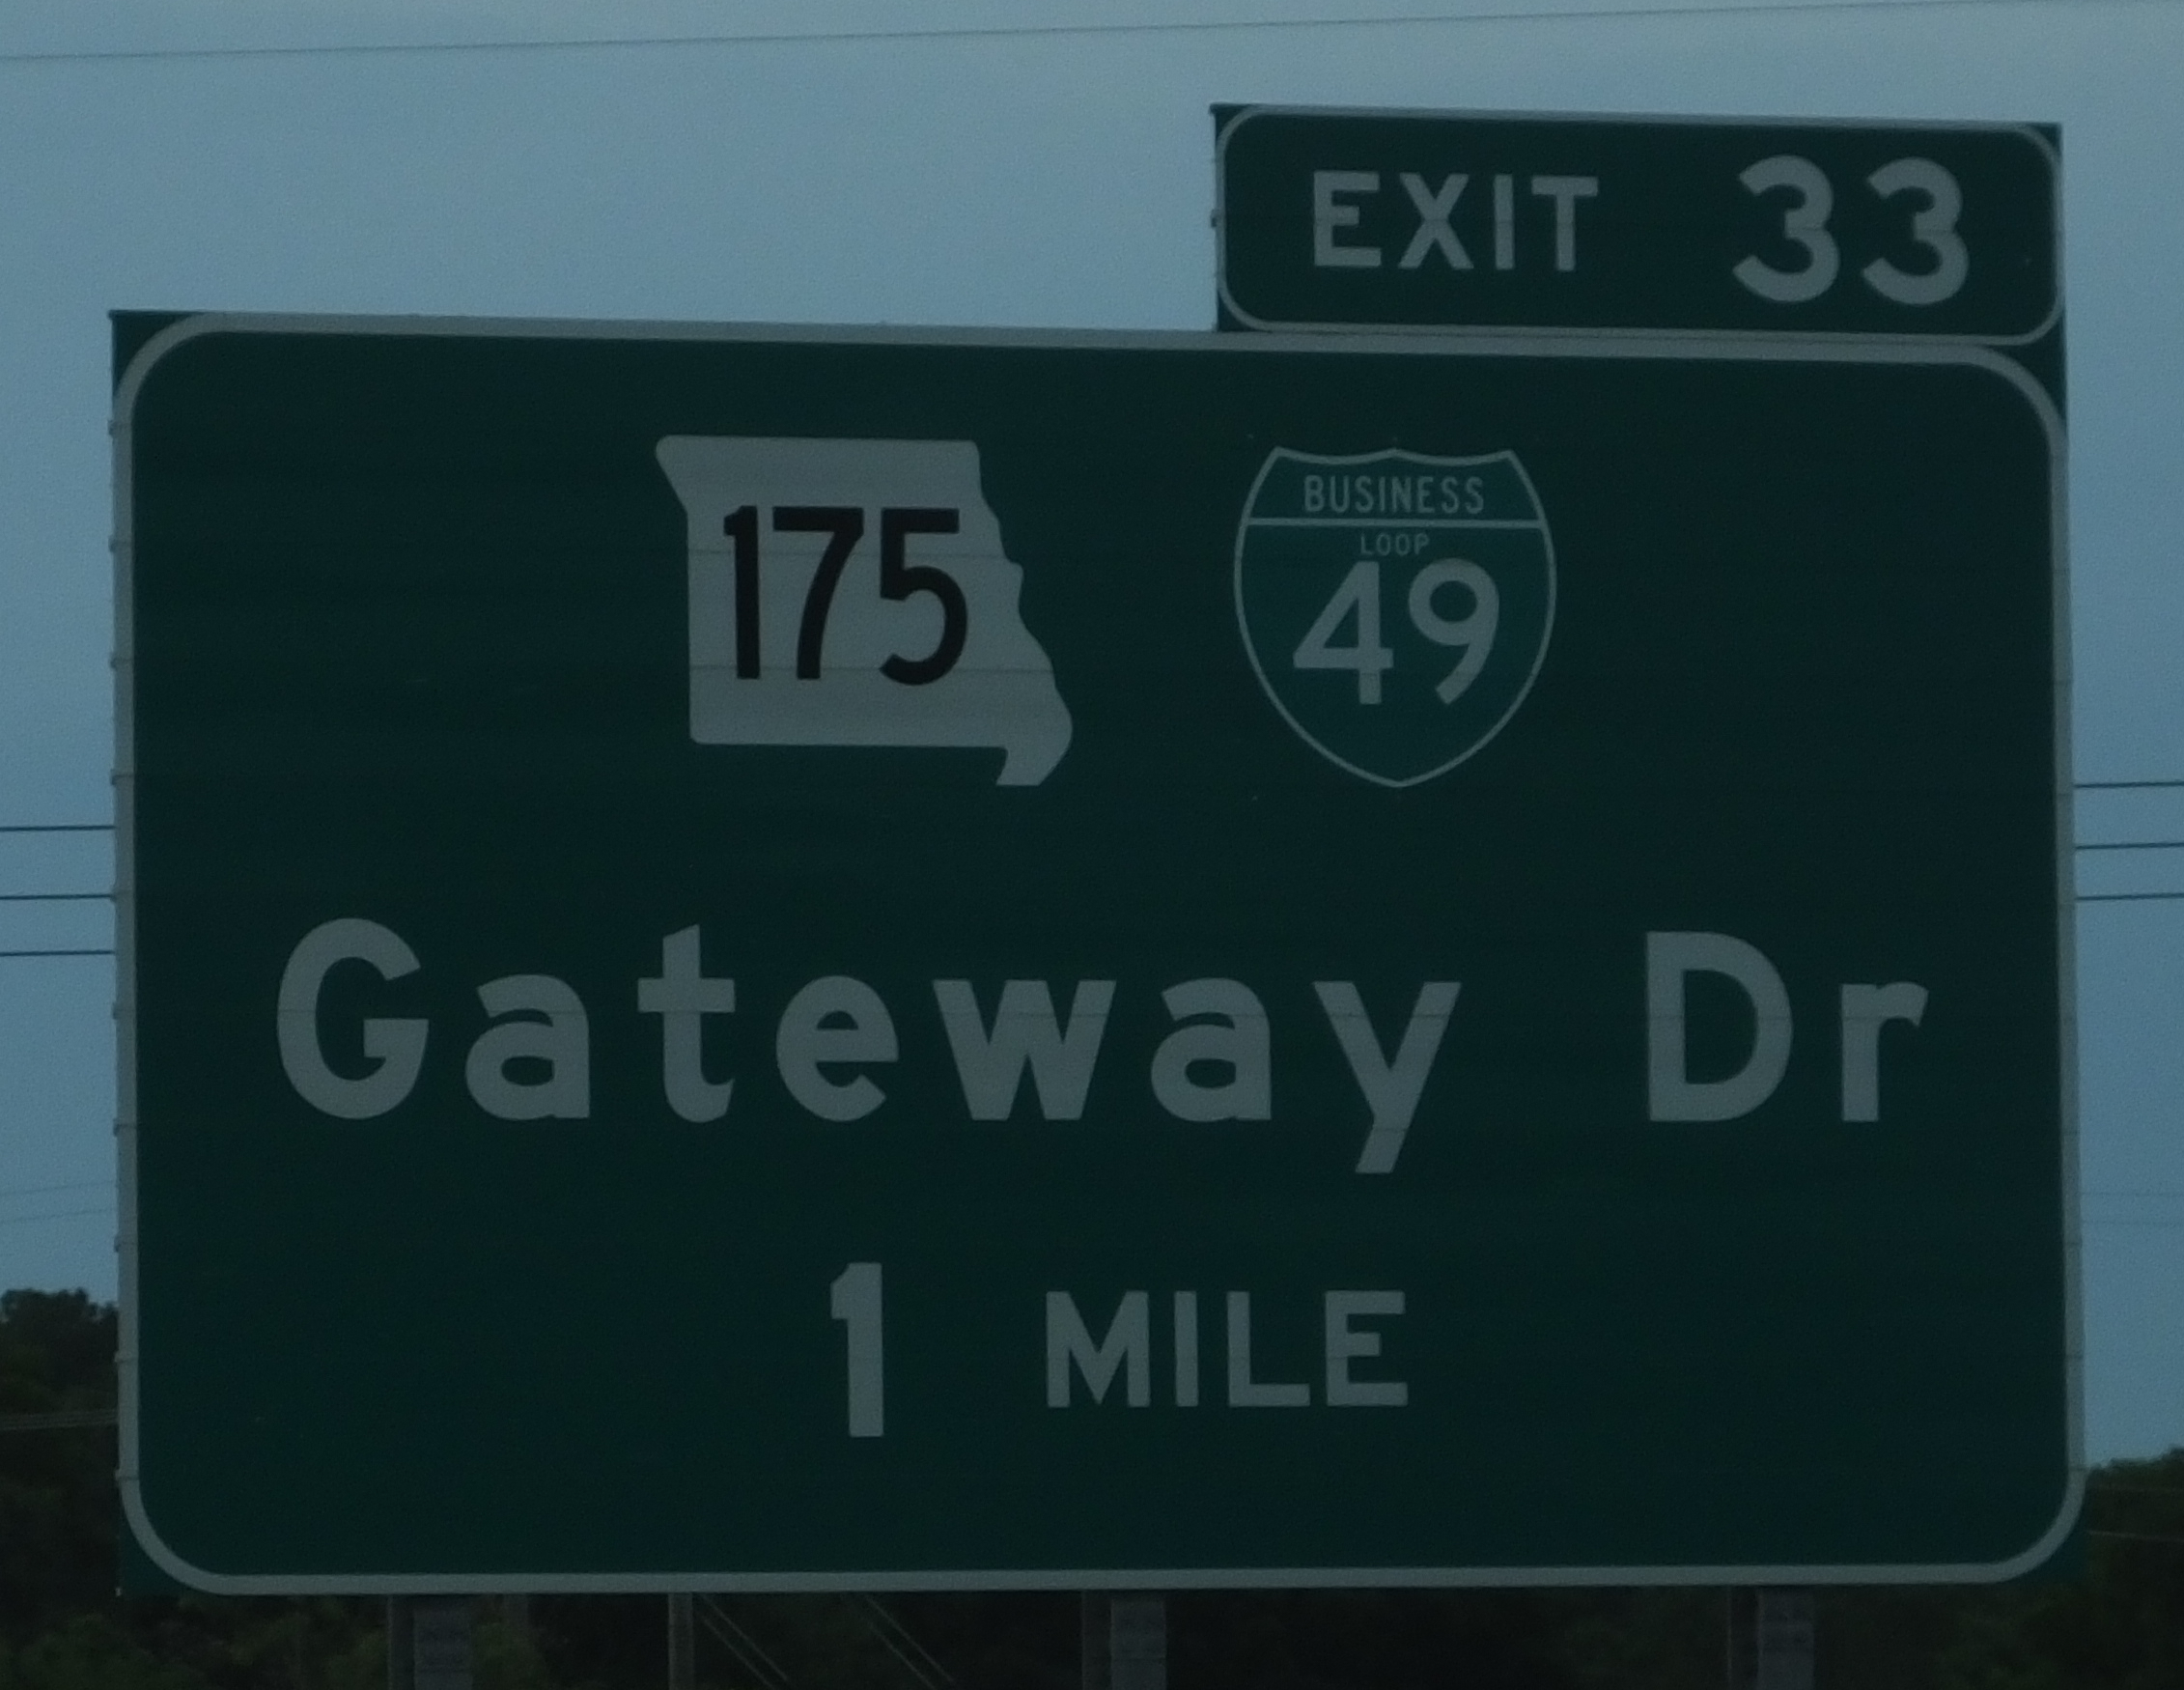 EXIT 33
175
BUSINESS
LOOP
49
Gateway Dr
1 MILE